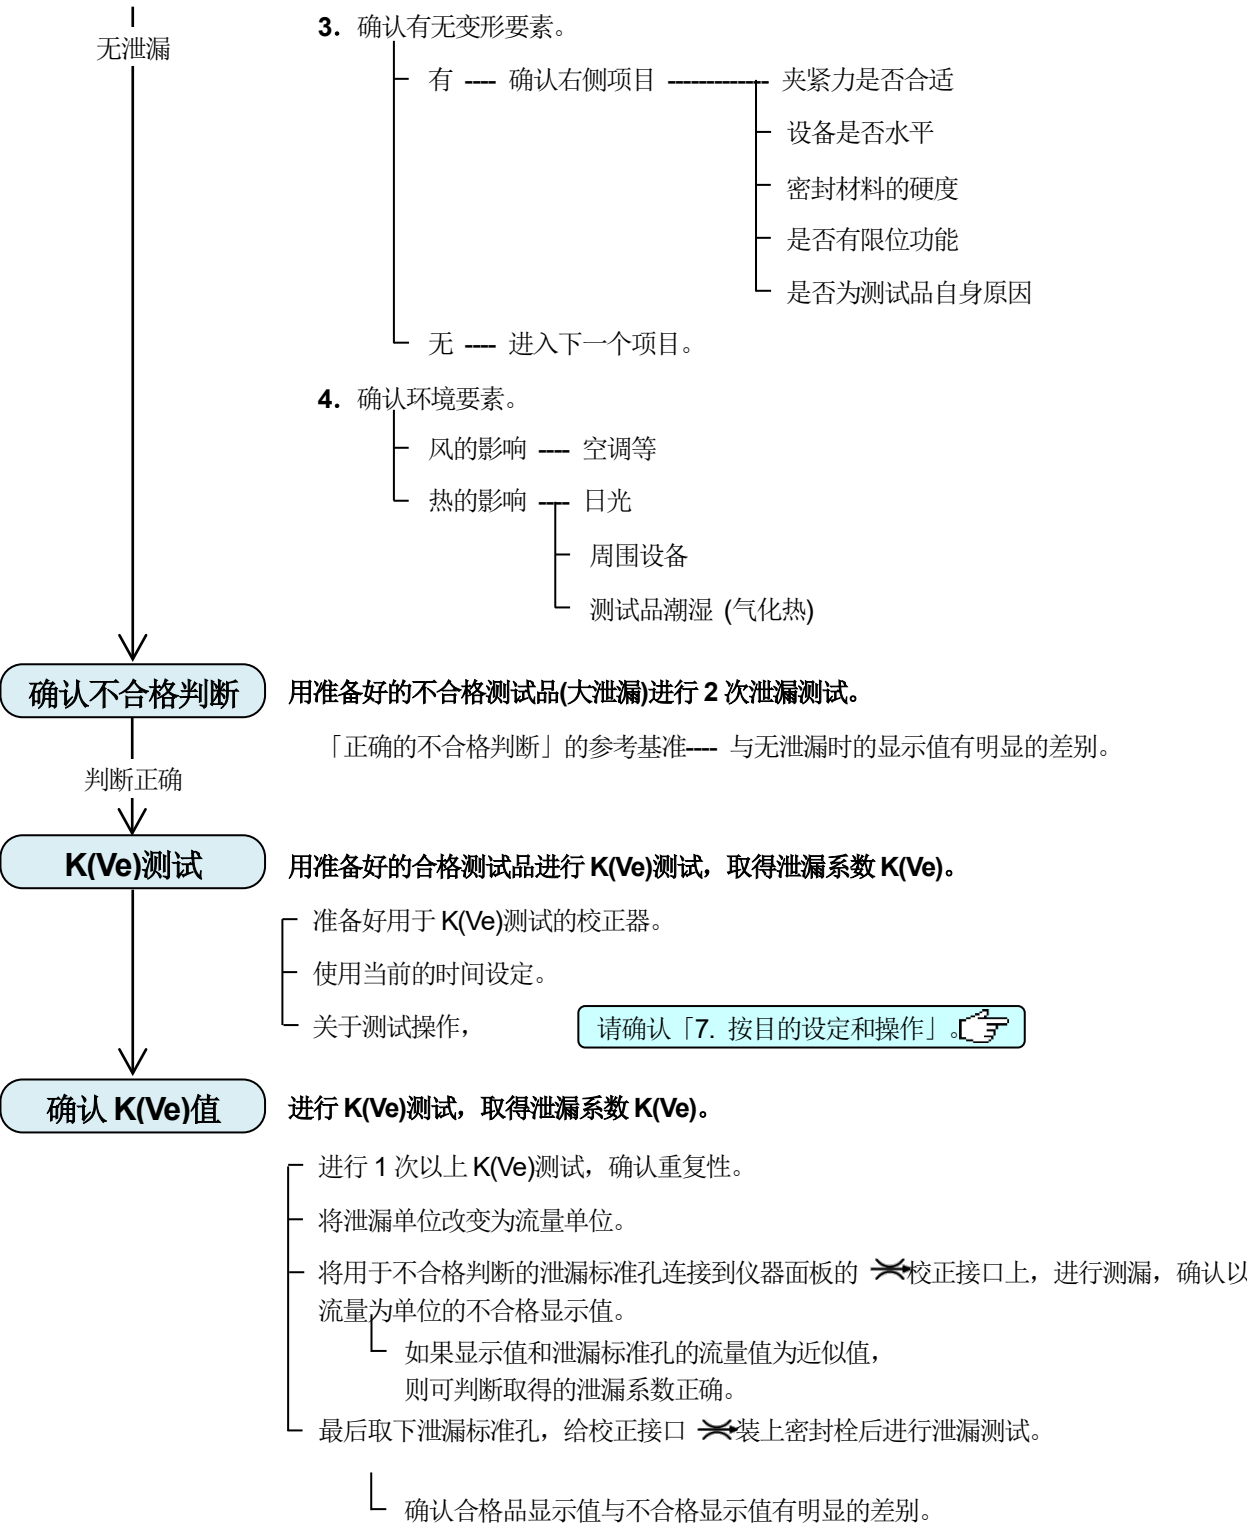 无泄漏
3. 确认有无变形要素。
有 ---- 确认右侧项目 ------------- 夹紧力是否合适
设备是否水平
密封材料的硬度
是否有限位功能
是否为测试品自身原因
无 ---- 进入下一个项目。
4. 确认环境要素。
风的影响 ---- 空调等
热的影响 ---- 日光
周围设备
测试品潮湿 (气化热)
确认不合格判断
用准备好的不合格测试品(大泄漏)进行 2 次泄漏测试。
「正确的不合格判断」的参考基准---- 与无泄漏时的显示值有明显的差别。
判断正确
K(Ve)测试
用准备好的合格测试品进行 K(Ve)测试，取得泄漏系数 K(Ve)。
准备好用于 K(Ve)测试的校正器。
使用当前的时间设定。
关于测试操作， 请确认「7. 按目的设定和操作」。
确认 K(Ve)值
进行 K(Ve)测试，取得泄漏系数 K(Ve)。
进行 1 次以上 K(Ve)测试，确认重复性。
将泄漏单位改变为流量单位。
将用于不合格判断的泄漏标准孔连接到仪器面板的 校正接口上，进行测漏，确认以
流量为单位的不合格显示值。
如果显示值和泄漏标准孔的流量值为近似值，
则可判断取得的泄漏系数正确。
最后取下泄漏标准孔，给校正接口 装上密封栓后进行泄漏测试。
确认合格品显示值与不合格显示值有明显的差别。